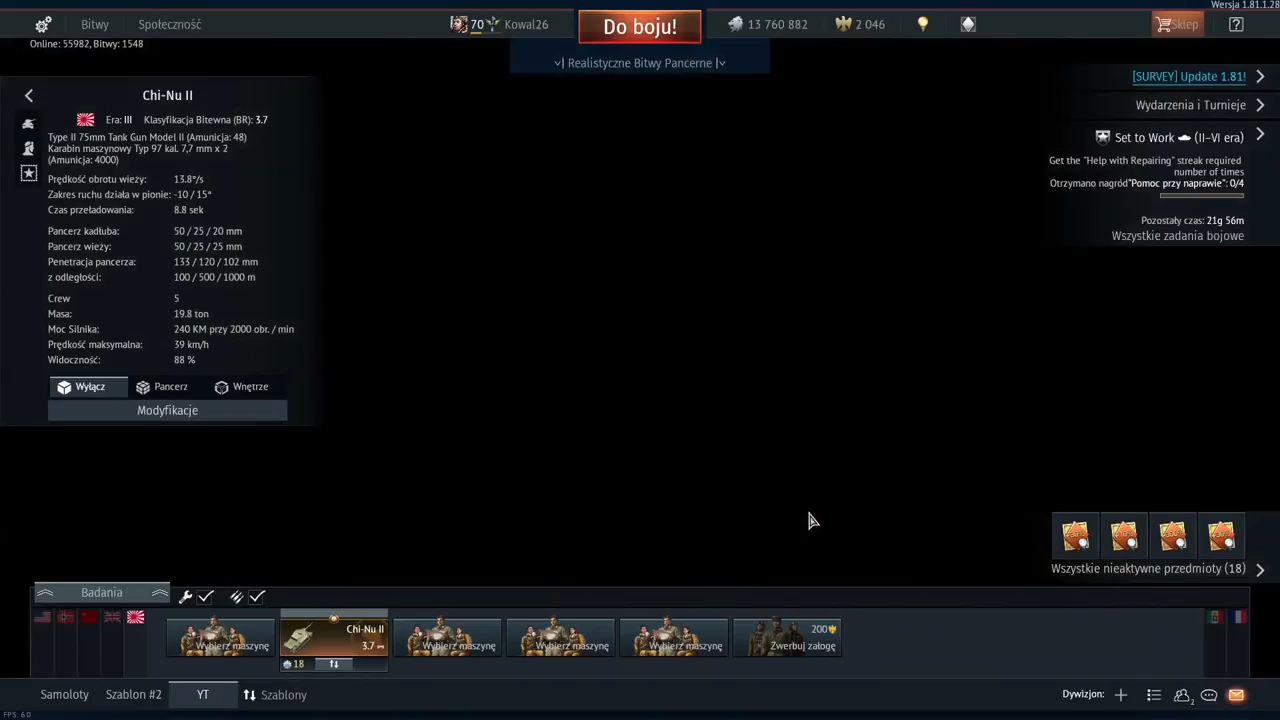 Wersja 1.81.1.28
Bitwy
Społeczność
70 Kowal26
Do boju!
13 760 882
2 046
Sklep
Online: 55982, Bitwy: 1548
Realistyczne Bitwy Pancerne
[SURVEY] Update 1.81!
Wydarzenia i Turnieje
Set to Work (II-VI era)
Get the "Help with Repairing" streak required
number of times
Otrzymano nagród"Pomoc przy naprawie": 0/4
Pozostały czas: 21g 56m
Wszystkie zadania bojowe
Chi-Nu II
Era: III Klasyfikacja Bitewna (BR): 3.7
Type II 75mm Tank Gun Model II (Amunicja: 48)
Karabin maszynowy Typ 97 kal. 7,7 mm x 2
(Amunicja: 4000)
Prędkość obrotu wieży: 13.8°/s
Zakres ruchu działa w pionie: -10 / 15°
Czas przeładowania: 8.8 sek
Pancerz kadłuba: 50 / 25 / 20 mm
Pancerz wieży: 50 / 25 / 25 mm
Penetracja pancerza: 133 / 120 / 102 mm
z odległości: 100 / 500 / 1000 m
Crew 5
Masa: 19.8 ton
Moc Silnika: 240 KM przy 2000 obr. / min
Prędkość maksymalna: 39 km/h
Widoczność: 88 %
Wyłącz
Pancerz
Wnętrze
Modyfikacje
Wszystkie nieaktywne przedmioty (18)
Badania
Wybierz maszynę
Chi-Nu II
3.7
18
Wybierz maszynę
Wybierz maszynę
Wybierz maszynę
200
Zwerbuj załogę
Samoloty
Szablon #2
YT
Szablony
Dywizjon:
2
FPS: 60